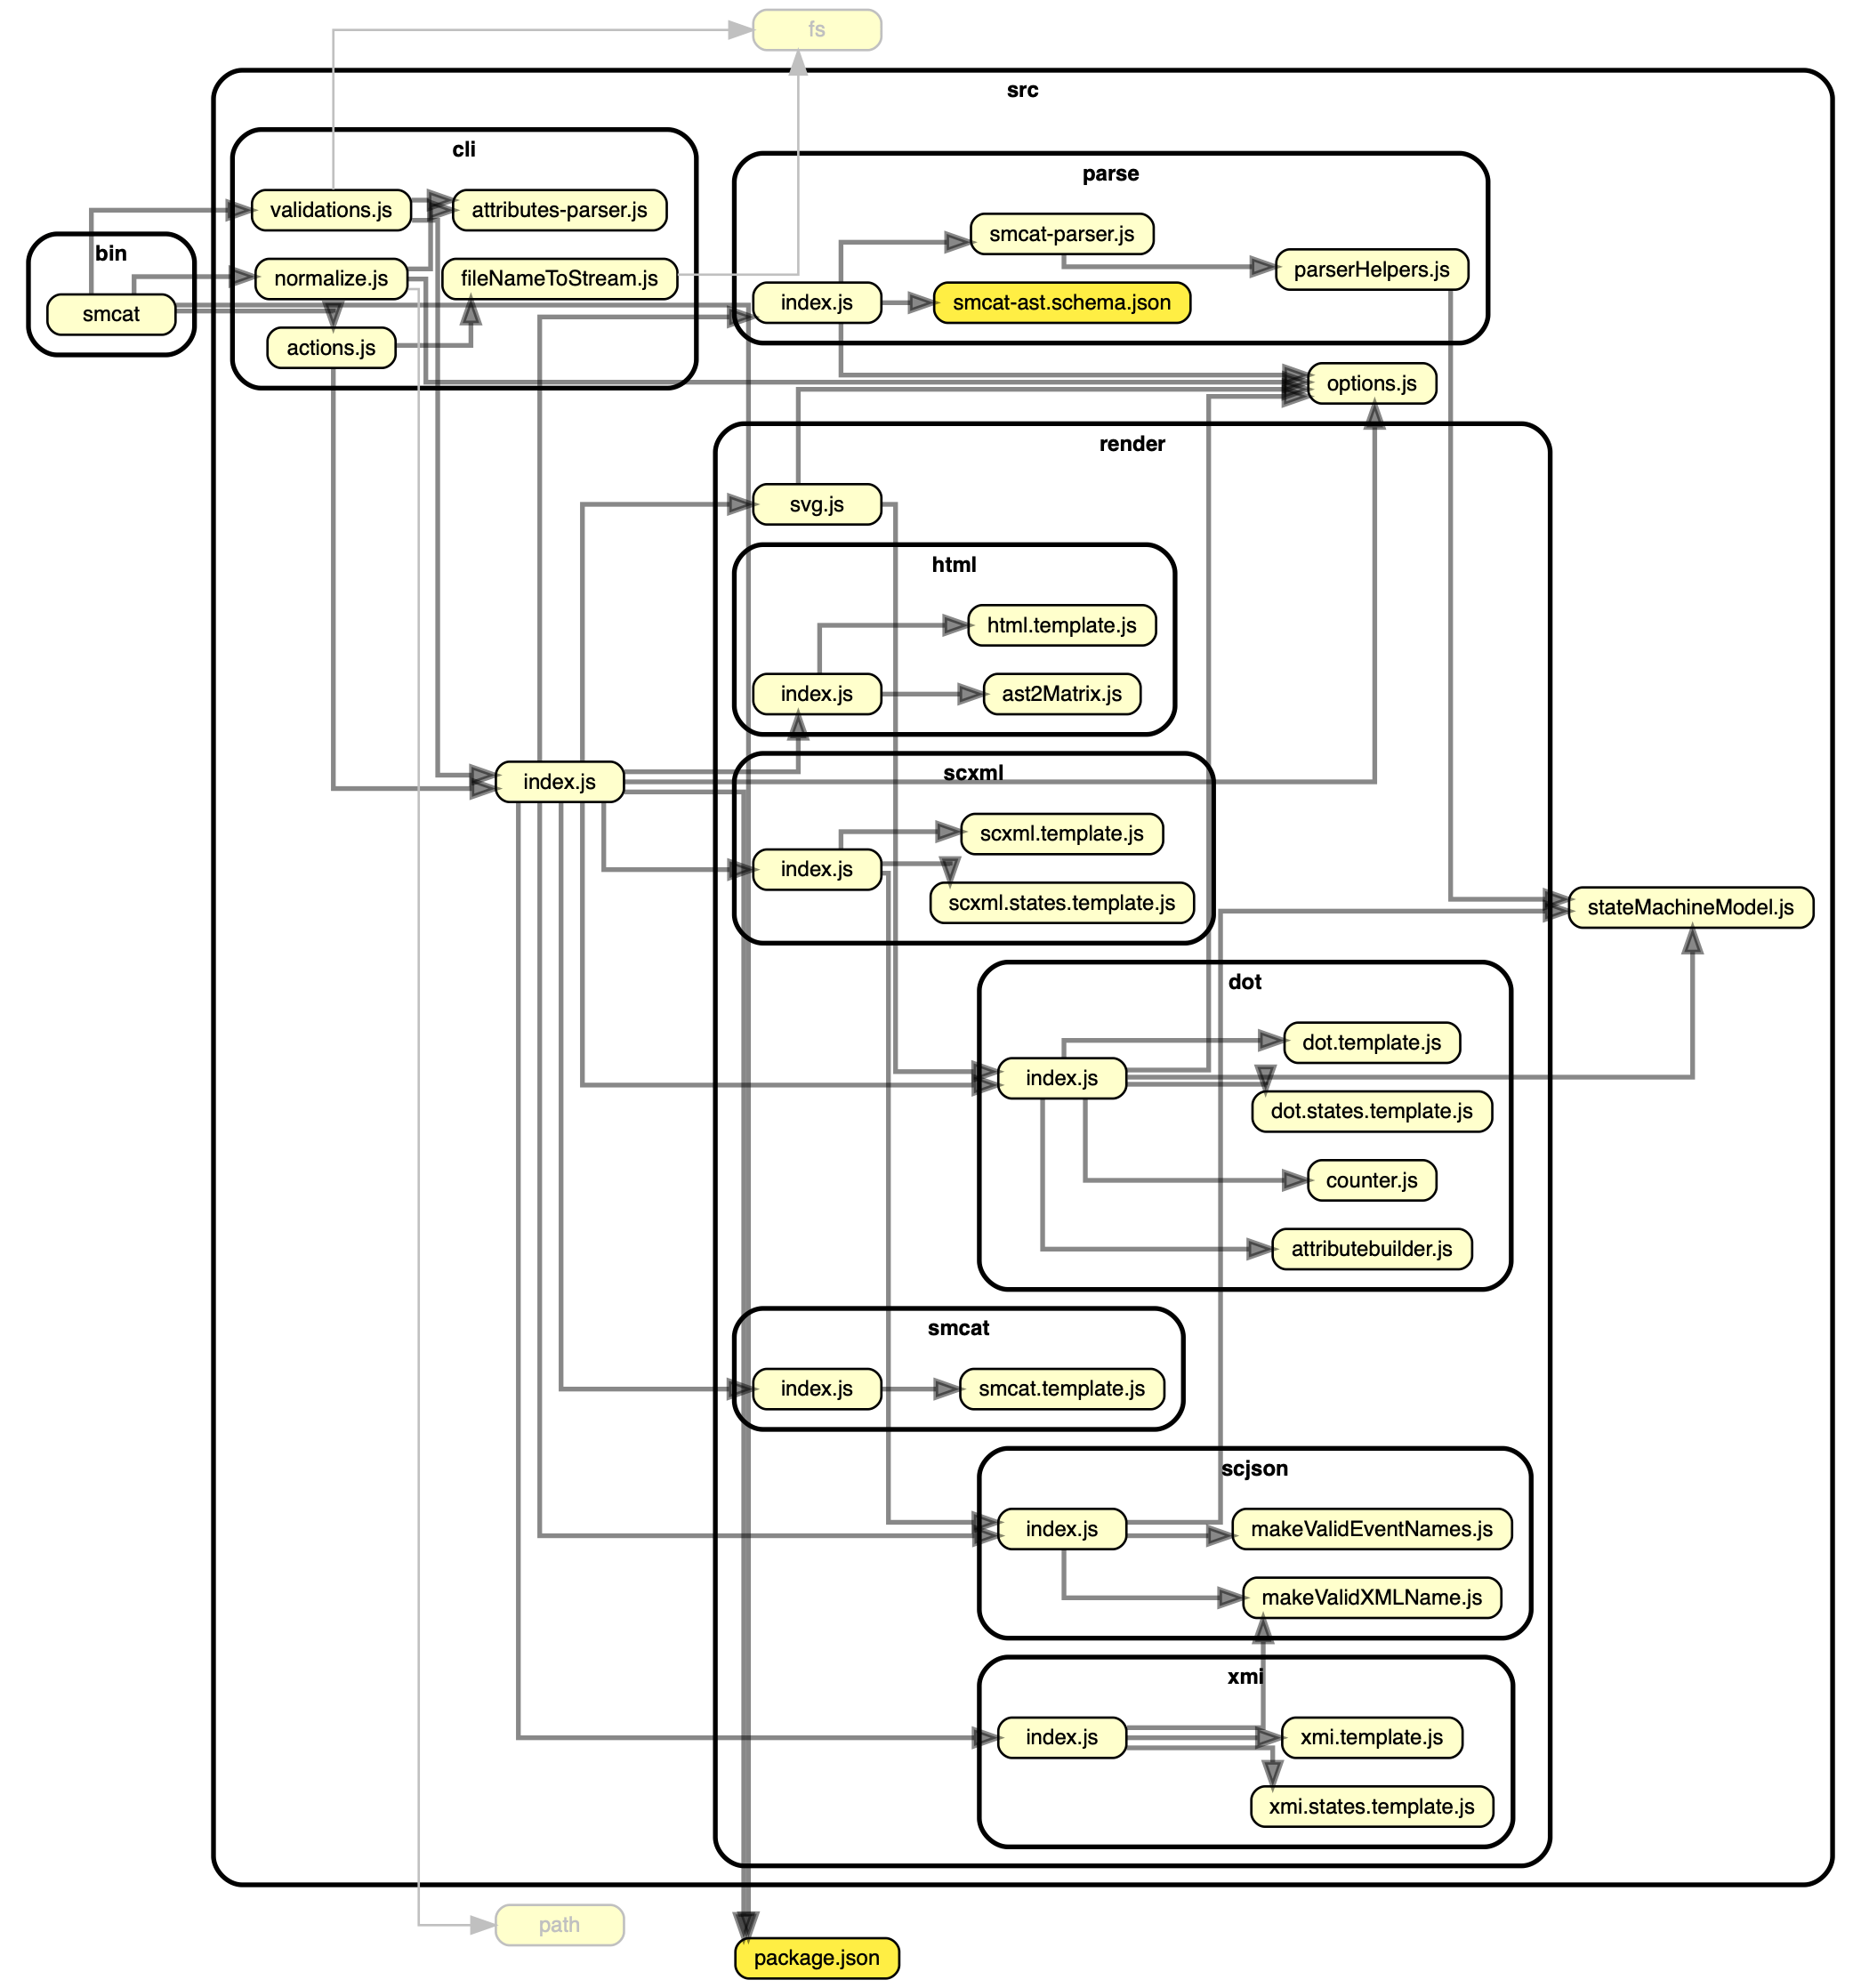 fs
src
cli
validations.js
attributes-parser.js
bin
normalize.js
fileNameToStream.js
smcat
actions.js
parse
smcat-parser.js
parserHelpers.js
index.js
smcat-ast.schema.json
options.js
render
svg.js
html
html.template.js
index.js
ast2Matrix.js
index.js
scxml
scxml.template.js
index.js
scxml.states.template.js
stateMachineModel.js
dot
dot.template.js
index.js
dot.states.template.js
counter.js
attributebuilder.js
smcat
index.js
smcat.template.js
scjson
index.js
makeValidEventNames.js
makeValidXMLName.js
xmi
index.js
xmi.template.js
xmi.states.template.js
path
package.json